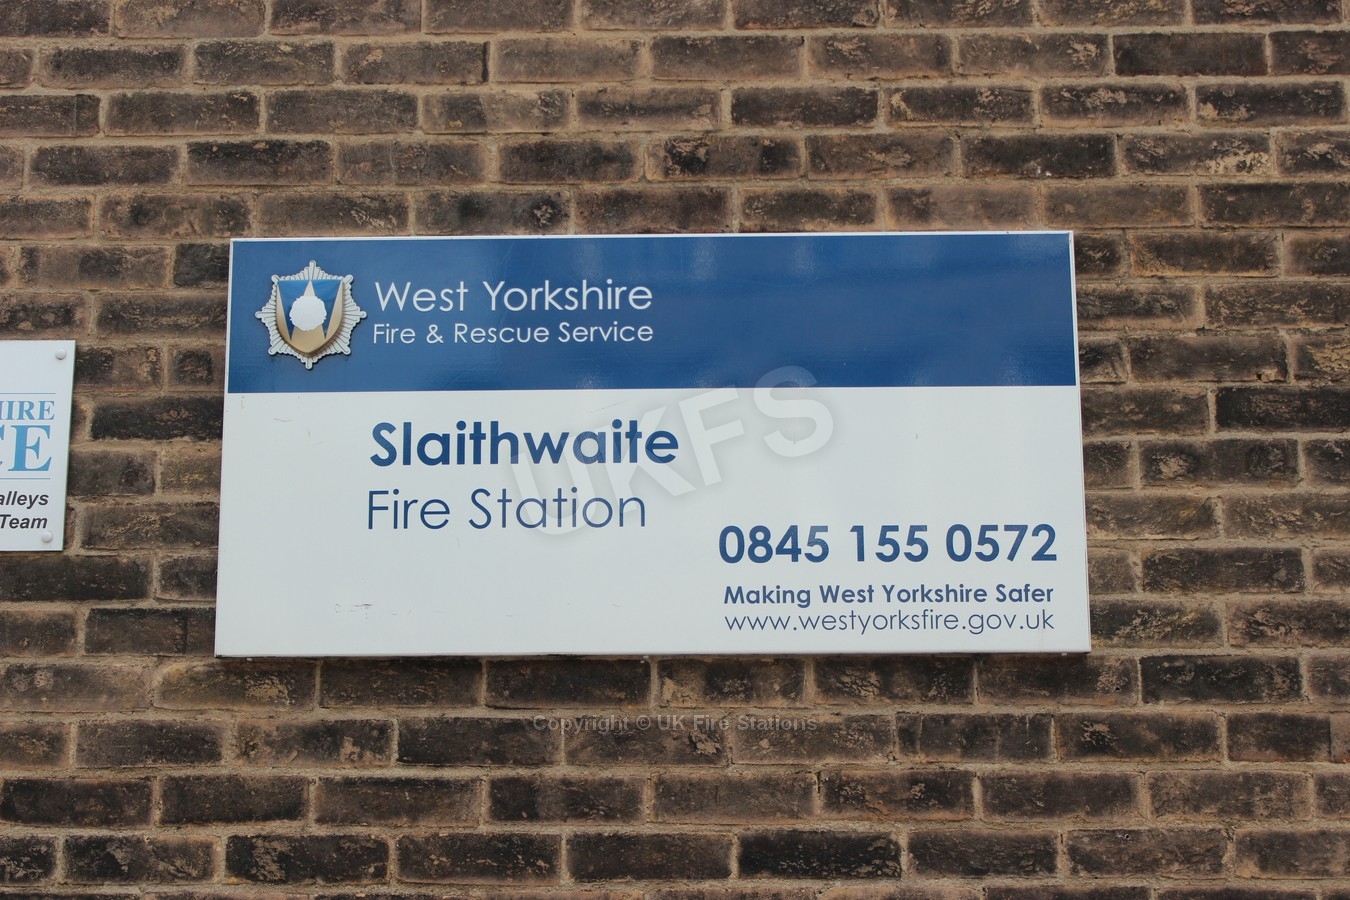 West Yorkshire
Fire & Rescue Service
Slaithwaite
Fire Station
0845 155 0572
Making West Yorkshire Safer
www.westyorksfire.gov.uk
HIRE
CE
alleys
Team
UKFS
Copyright © UK Fire Stations